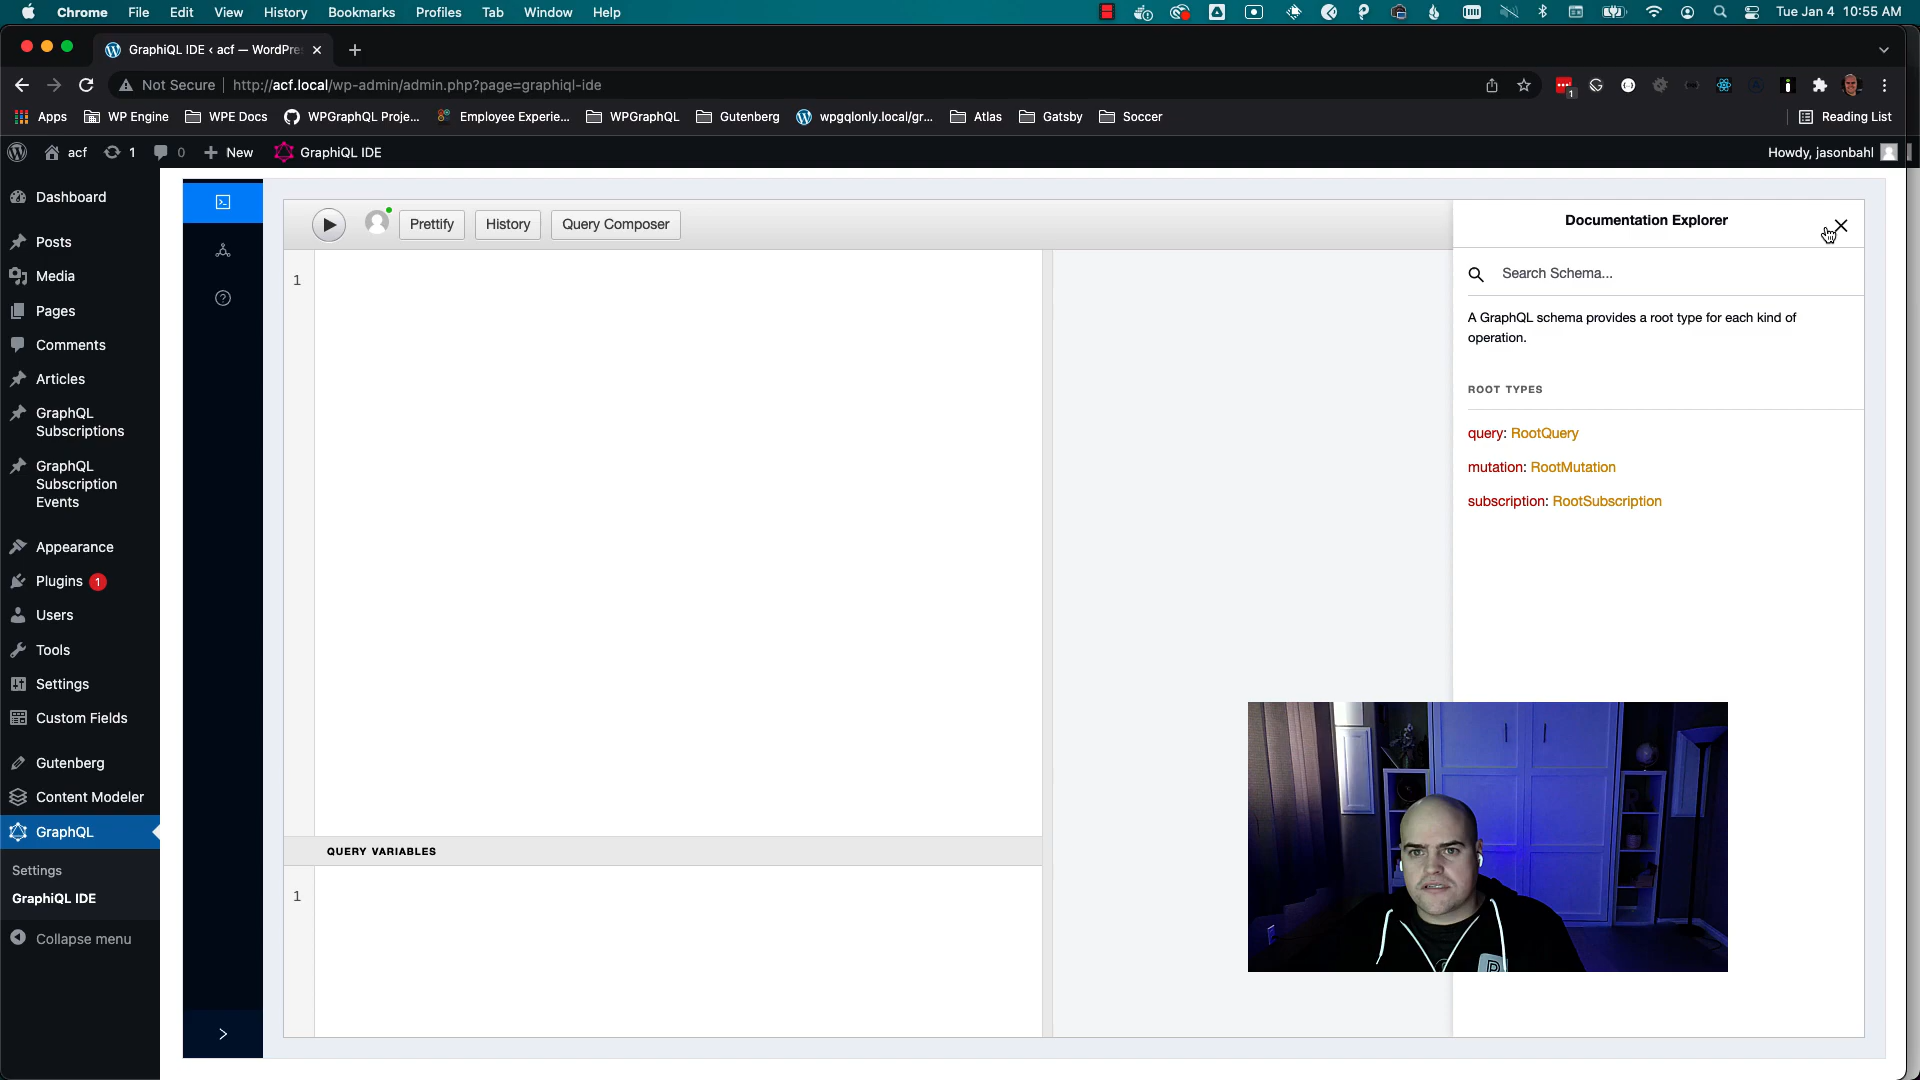 Chrome File Edit View History Bookmarks Profiles Tab Window Help Tue Jan 4 10:55 AM
GraphiQL IDE ‹ acf — WordPre
Not Secure http://acf.local/wp-admin/admin.php?page=graphiql-ide
1
Apps WP Engine WPE Docs WPGraphQL Proje... Employee Experie... WPGraphQL Gutenberg wpgqlonly.local/gr... Atlas Gatsby Soccer Reading List
acf 1 0 New GraphiQL IDE Howdy, jasonbahl
Dashboard
Posts
Media
Pages
Comments
Articles
GraphQL
Subscriptions
GraphQL
Subscription
Events
Appearance
Plugins 1
Users
Tools
Settings
Custom Fields
Gutenberg
Content Modeler
GraphQL
Settings
GraphiQL IDE
Collapse menu
Prettify History Query Composer
1
QUERY VARIABLES
1
Documentation Explorer
Search Schema...
A GraphQL schema provides a root type for each kind of
operation.
ROOT TYPES
query: RootQuery
mutation: RootMutation
subscription: RootSubscription